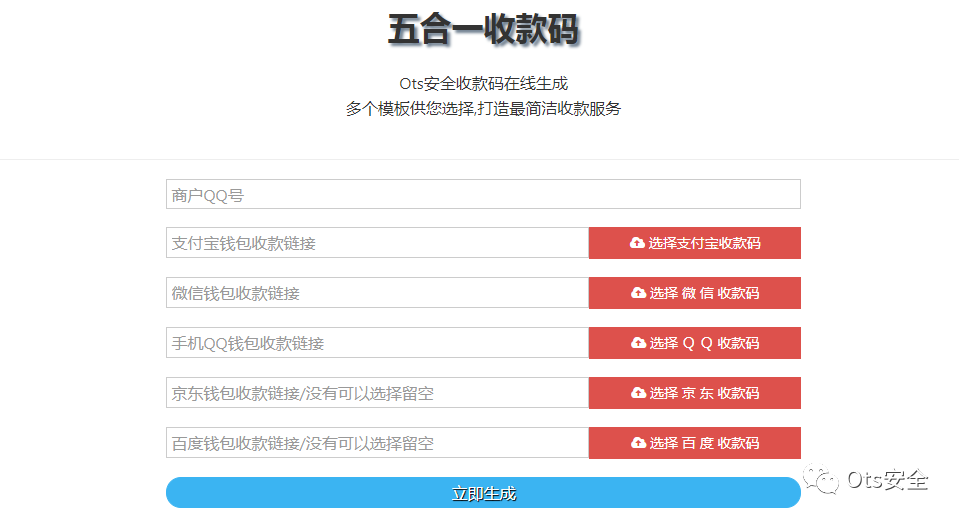 五合一收款码
Ots安全收款码在线生成
多个模板供您选择,打造最简洁收款服务
商户QQ号
支付宝钱包收款链接
选择支付宝收款码
微信钱包收款链接
选择 微 信 收款码
手机QQ钱包收款链接
选择 Q Q 收款码
京东钱包收款链接/没有可以选择留空
选择 京 东 收款码
百度钱包收款链接/没有可以选择留空
选择 百 度 收款码
立即生成
Ots安全